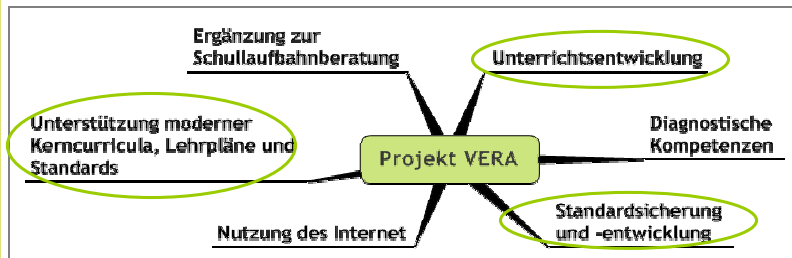 Ergänzung zur
Schullaufbahnberatung
Unterrichtsentwicklung
Unterstützung moderner
Kerncurricula, Lehrpläne und
Standards
Projekt VERA
Diagnostische
Kompetenzen
Nutzung des Internet
Standardsicherung
und -entwicklung